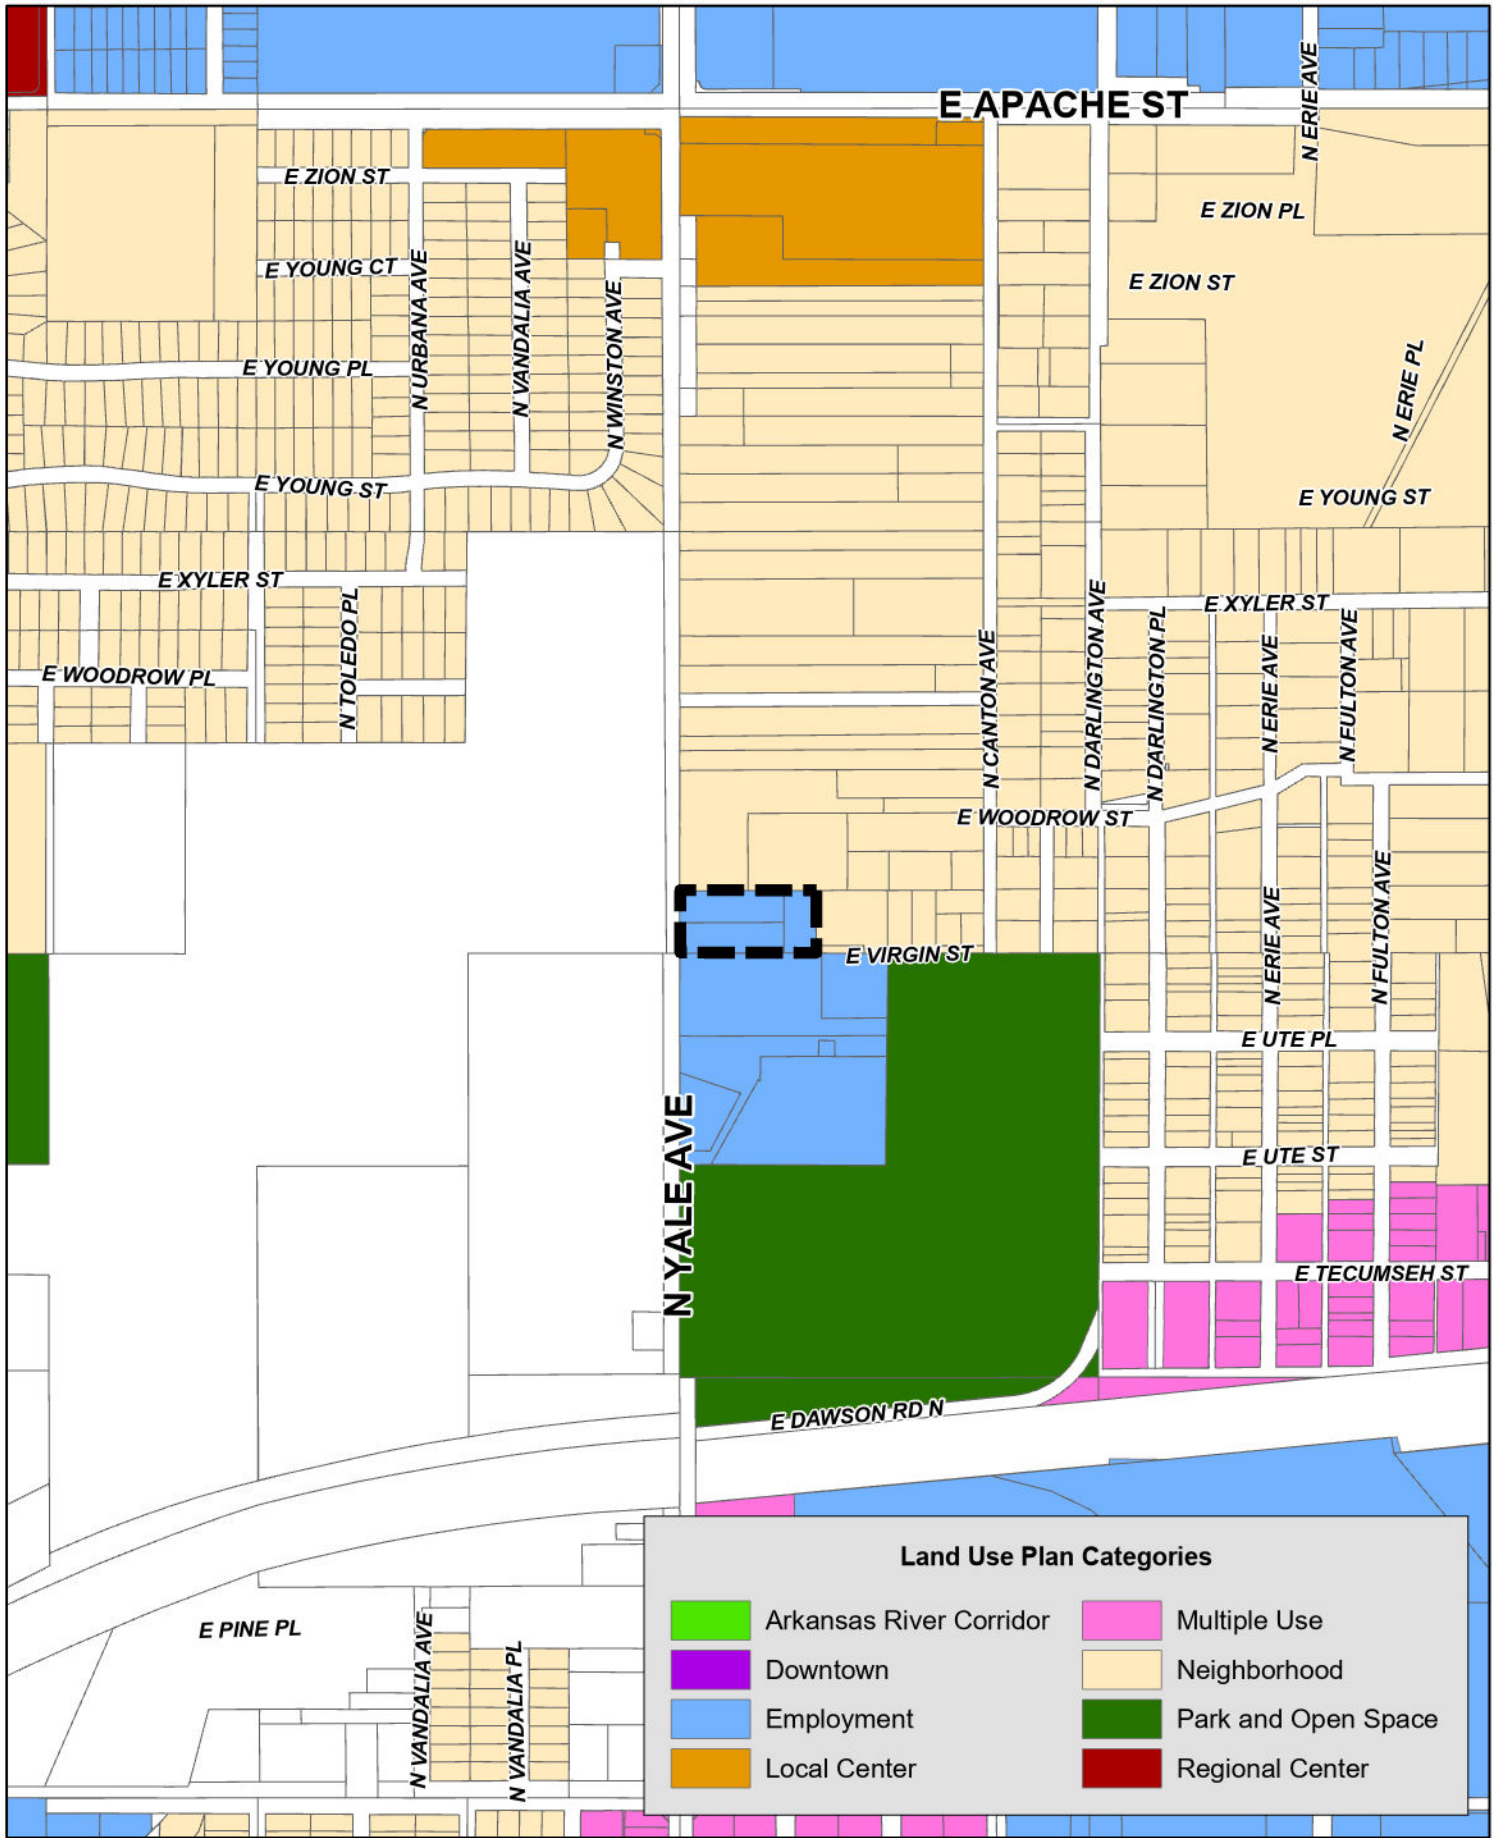 E APACHE ST
N ERIE AVE
E ZION ST
E ZION PL
E YOUNG CT
E ZION ST
N URBANA AVE
N VANDALIA AVE
N WINSTON AVE
E YOUNG PL
N ERIE PL
E YOUNG ST
E YOUNG ST
E XYLER ST
E XYLER ST
N TOLEDO PL
E WOODROW PL
N CANTON AVE
N DARLINGTON AVE
N DARLINGTON PL
N ERIE AVE
N FULTON AVE
E WOODROW ST
N ERIE AVE
N FULTON AVE
E VIRGIN ST
E UTE PL
N YALE AVE
E UTE ST
E TECUMSEH ST
E DAWSON RD N
E PINE PL
N VANDALIA AVE
N VANDALIA PL
Land Use Plan Categories
Arkansas River Corridor
Downtown
Employment
Local Center
Multiple Use
Neighborhood
Park and Open Space
Regional Center